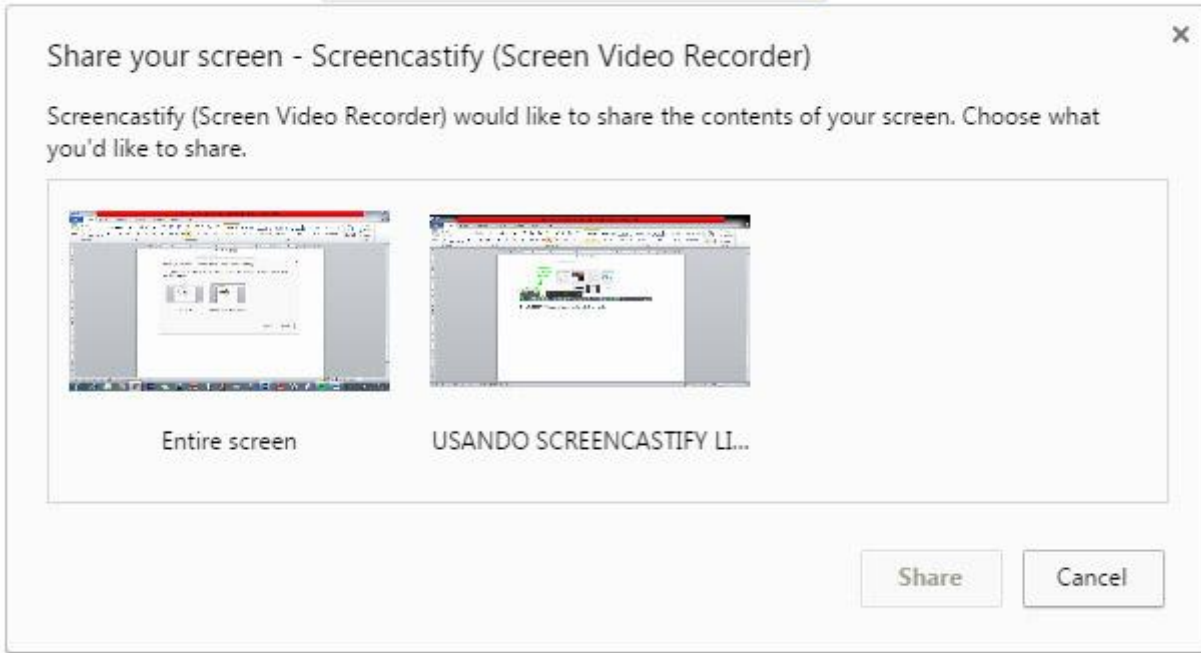 Share your screen - Screencastify (Screen Video Recorder)
Screencastify (Screen Video Recorder) would like to share the contents of your screen. Choose what
you'd like to share.
Entire screen
USANDO SCREENCASTIFY LI...
Share
Cancel